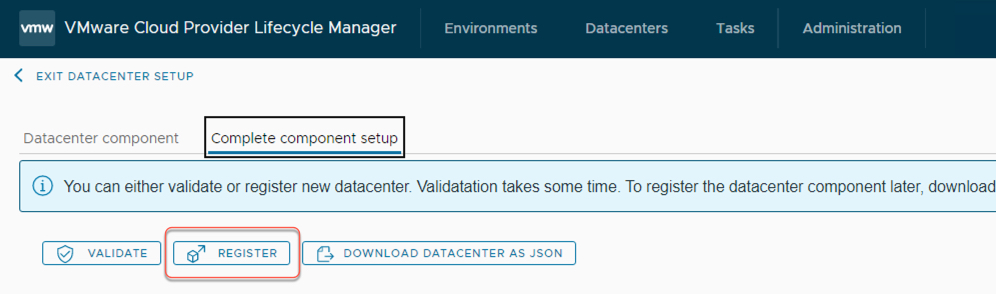 vmw VMware Cloud Provider Lifecycle Manager Environments Datacenters Tasks Administration
EXIT DATACENTER SETUP
Datacenter component Complete component setup
You can either validate or register new datacenter. Validatation takes some time. To register the datacenter component later, download
VALIDATE REGISTER DOWNLOAD DATACENTER AS JSON